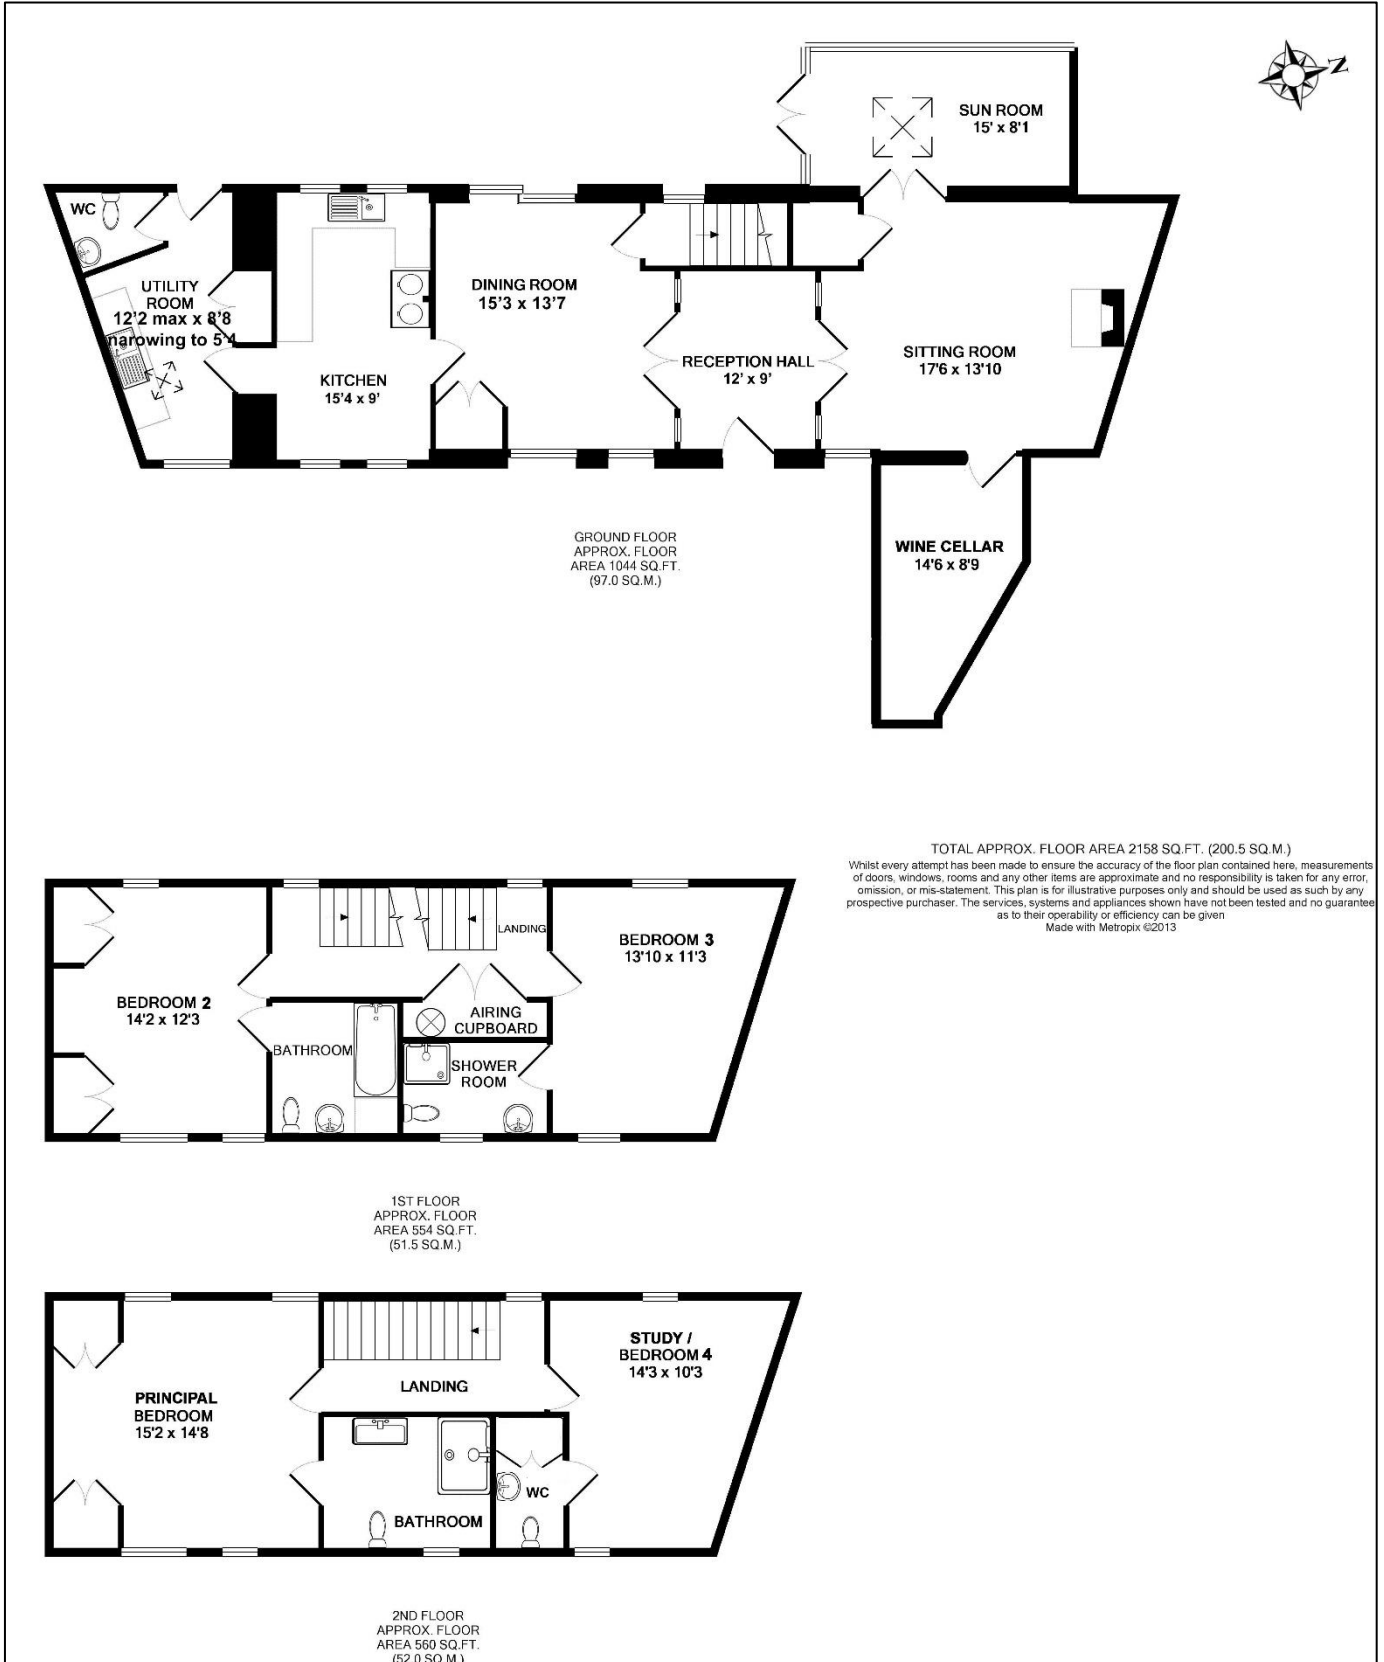 N
SUN ROOM
15' x 8'1
WC
UTILITY
ROOM
12'2 max x 8'8
narowing to 5'4
KITCHEN
15'4 x 9'
DINING ROOM
15'3 x 13'7
RECEPTION HALL
12' x 9'
SITTING ROOM
17'6 x 13'10
WINE CELLAR
14'6 x 8'9
GROUND FLOOR
APPROX. FLOOR
AREA 1044 SQ.FT.
(97.0 SQ.M.)
TOTAL APPROX. FLOOR AREA 2158 SQ.FT. (200.5 SQ.M.)
Whilst every attempt has been made to ensure the accuracy of the floor plan contained here, measurements
of doors, windows, rooms and any other items are approximate and no responsibility is taken for any error,
omission, or mis-statement. This plan is for illustrative purposes only and should be used as such by any
prospective purchaser. The services, systems and appliances shown have not been tested and no guarantee
as to their operability or efficiency can be given
Made with Metropix ©2013
BEDROOM 2
14'2 x 12'3
BATHROOM
LANDING
AIRING
CUPBOARD
SHOWER
ROOM
BEDROOM 3
13'10 x 11'3
1ST FLOOR
APPROX. FLOOR
AREA 554 SQ.FT.
(51.5 SQ.M.)
PRINCIPAL
BEDROOM
15'2 x 14'8
LANDING
BATHROOM
WC
STUDY /
BEDROOM 4
14'3 x 10'3
2ND FLOOR
APPROX. FLOOR
AREA 560 SQ.FT.
(52.0 SQ.M.)